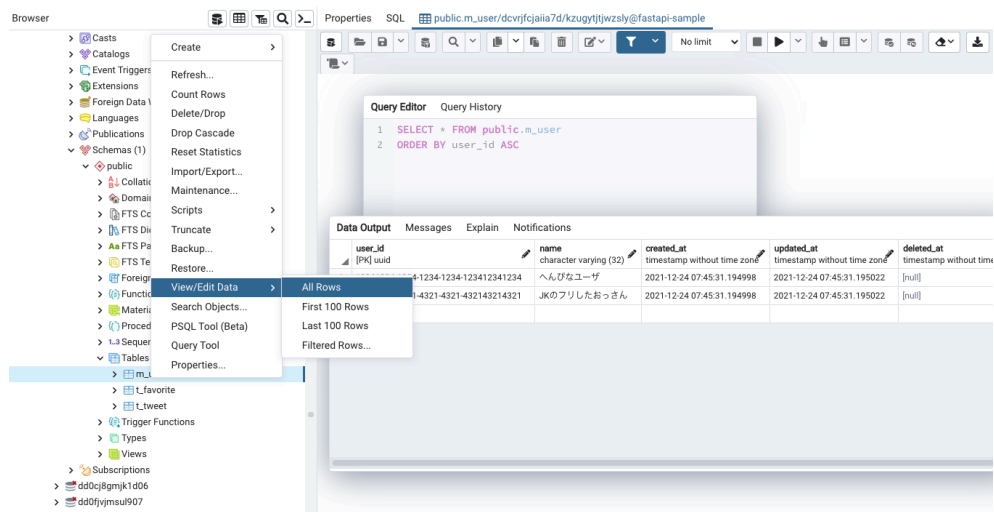 Browser
Properties
SQL
public.m_user/dcvrjfcjaiia7d/kzugytjtjwzsly@fastapi-sample
No limit
Casts
Catalogs
Event Triggers
Extensions
Foreign Data
Languages
Publications
Schemas (1)
public
Collatio
Domai
FTS Co
FTS Di
Aa FTS Pa
FTS Te
Foreign
Functio
Materia
Proced
1..3 Sequen
Tables
m_u
t_favorite
t_tweet
Trigger Functions
Types
Views
Subscriptions
dd0cj8gmjk1d06
dd0fjvjmsul907
Create
Refresh...
Count Rows
Delete/Drop
Drop Cascade
Reset Statistics
Import/Export...
Maintenance...
Scripts
Truncate
Backup...
Restore...
View/Edit Data
Search Objects...
PSQL Tool (Beta)
Query Tool
Properties...
All Rows
First 100 Rows
Last 100 Rows
Filtered Rows...
Query Editor Query History
1 SELECT * FROM public.m_user
2 ORDER BY user_id ASC
Data Output Messages Explain Notifications
user_id name created_at updated_at deleted_at
[PK] uuid character varying (32) timestamp without time zone timestamp without time zone timestamp without time
-1234-1234-123412341234 へんぴなユーザ 2021-12-24 07:45:31.194998 2021-12-24 07:45:31.195022 [null]
1-4321-4321-432143214321 JKのフリしたおっさん 2021-12-24 07:45:31.194998 2021-12-24 07:45:31.195022 [null]